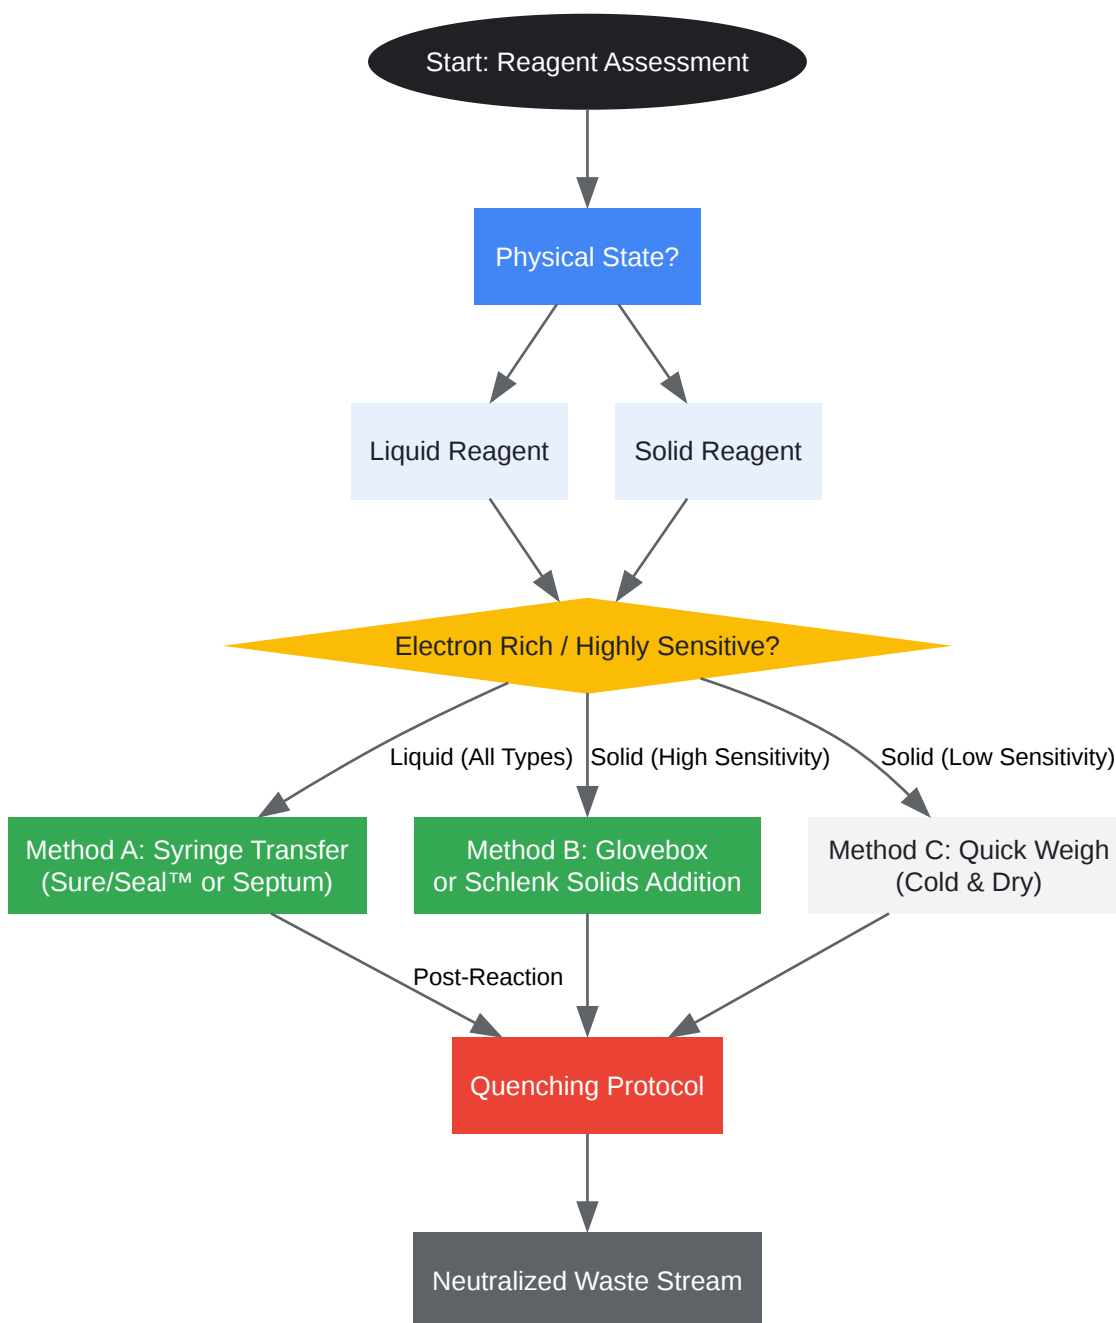 Start: Reagent Assessment
Physical State?
Liquid Reagent
Solid Reagent
Electron Rich / Highly Sensitive?
Liquid (All Types)
Solid (High Sensitivity)
Solid (Low Sensitivity)
Method A: Syringe Transfer
(Sure/Seal™ or Septum)
Method B: Glovebox
or Schlenk Solids Addition
Method C: Quick Weigh
(Cold & Dry)
Post-Reaction
Quenching Protocol
Neutralized Waste Stream